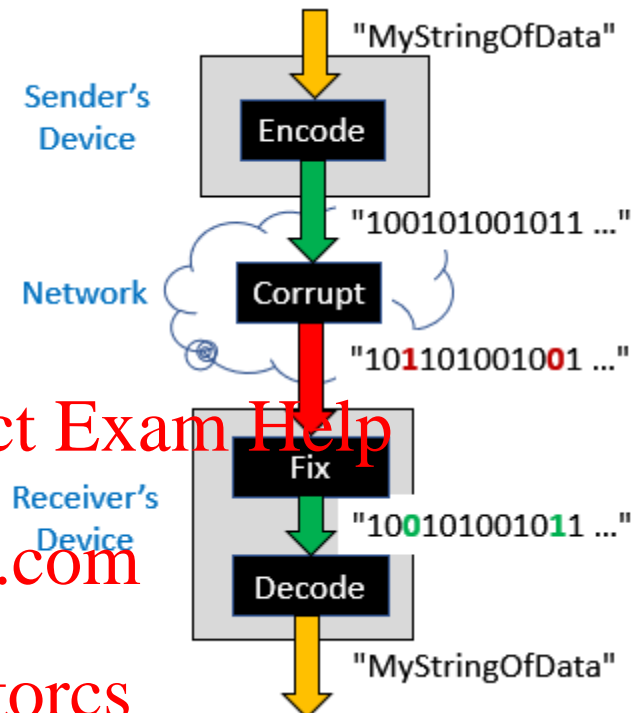 "MyStringOfData"
Sender's
Device
Encode
"100101001011 ..."
Network
Corrupt
"101101001001 ..."
ct Exam Help
Fix
Receiver's
Device
"100101001011 ..."
.com
Decode
"MyStringOfData"
torcs